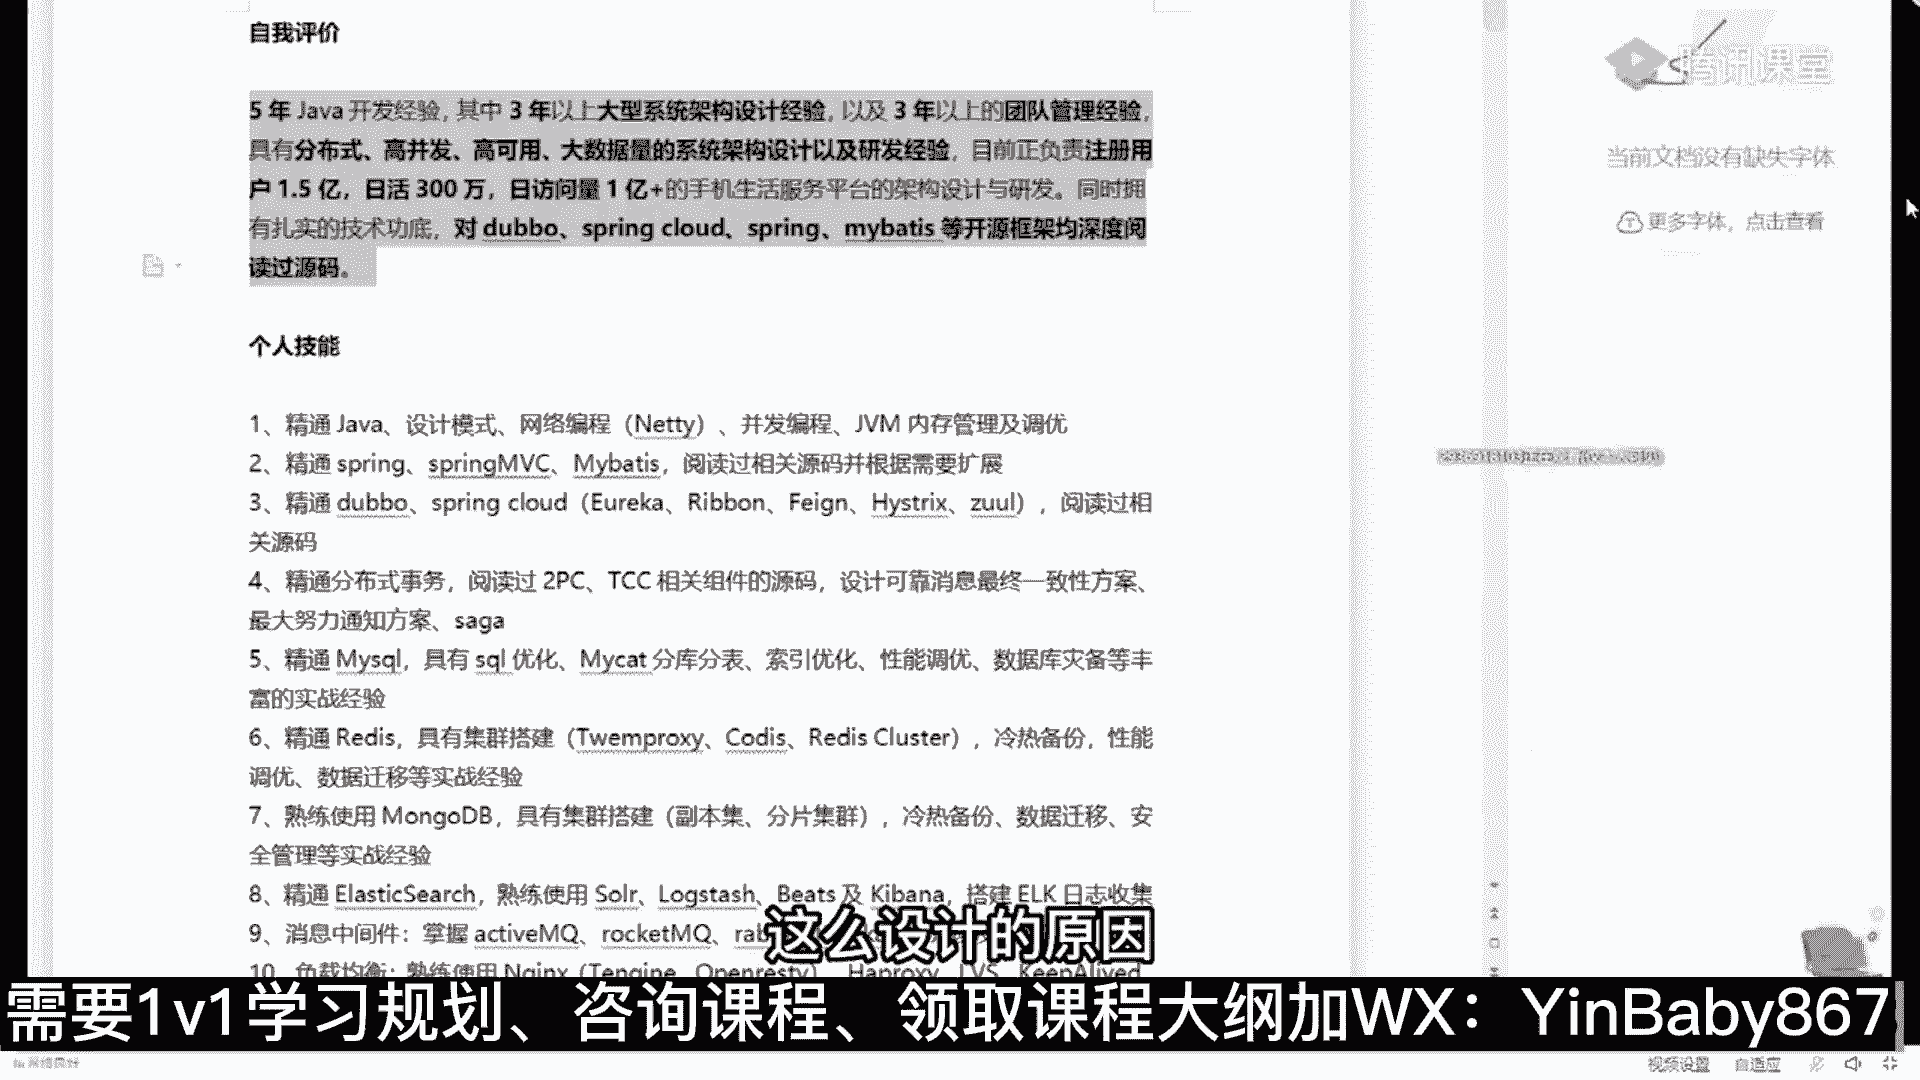 自我评价
腾讯课堂
5 年 Java 开发经验, 其中 3 年以上大型系统架构设计经验, 以及 3 年以上的团队管理经验,
具有分布式、高并发、高可用、大数据量的系统架构设计以及研发经验, 目前正负责注册用
户 1.5 亿，日活 300 万，日访问量 1 亿+的手机生活服务平台的架构设计与研发。同时拥
有扎实的技术功底, 对 dubbo、spring cloud、spring、mybatis 等开源框架均深度阅
读过源码。
当前文档没有缺失字体
更多字体，点击查看
个人技能
1、精通 Java、设计模式、网络编程（Netty）、并发编程、JVM 内存管理及调优
2、精通 spring、springMVC、Mybatis，阅读过相关源码并根据需要扩展
3、精通 dubbo、spring cloud（Eureka、Ribbon、Feign、Hystrix、zuul），阅读过相
关源码
4、精通分布式事务，阅读过 2PC、TCC 相关组件的源码，设计可靠消息最终一致性方案、
最大努力通知方案、saga
5、精通 Mysql，具有 sql 优化、Mycat 分库分表、索引优化、性能调优、数据库灾备等丰
富的实战经验
6、精通 Redis，具有集群搭建（Twemproxy、Codis、Redis Cluster），冷热备份，性能
调优、数据迁移等实战经验
7、熟练使用 MongoDB，具有集群搭建（副本集、分片集群），冷热备份、数据迁移、安
全管理等实战经验
8、精通 ElasticSearch，熟练使用 Solr、Logstash、Beats 及 Kibana，搭建 ELK 日志收集
9、消息中间件：掌握 activeMQ、rocketMQ、
这么设计的原因
10、负载均衡：熟练使用 Nginx（Tengine、Openresty）、Haproxy、LVS、KeepAlived
需要1v1学习规划、咨询课程、领取课程大纲加WX：YinBaby867
视频设置 自适应